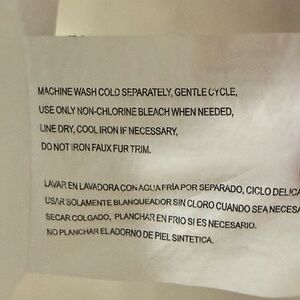 MACHINE WASH COLD SEPARATELY, GENTLE CYCLE,
USE ONLY NON-CHLORINE BLEACH WHEN NEEDED,
LINE DRY, COOL IRON IF NECESSARY,
DO NOT IRON FAUX FUR TRIM.
LAVAR EN LAVADORA CON AGUA FRÍA POR SEPARADO, CICLO DELICA
USAR SOLAMENTE BLANQUEADOR SIN CLORO CUANDO SEA NECESA
SECAR COLGADO, PLANCHAR EN FRIO SI ES NECESARIO.
NO PLANCHAR EL ADORNO DE PIEL SINTETICA.